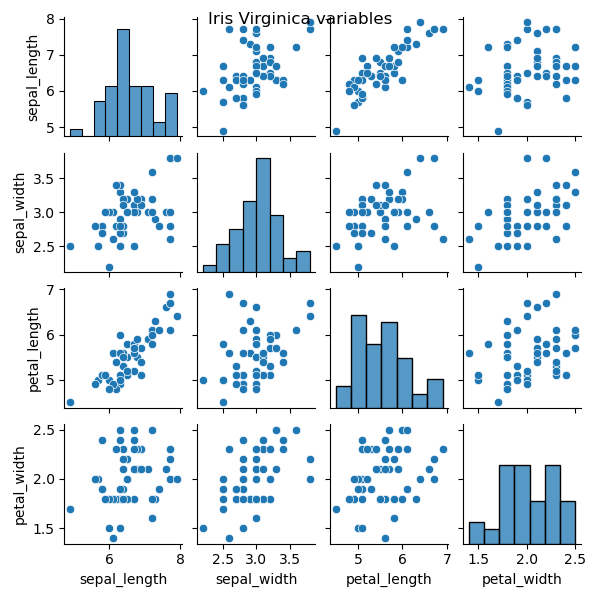 Iris Virginica variables
8
7
6
5
sepal_length
3.5
3.0
2.5
sepal_width
7
6
5
petal_length
2.5
2.0
1.5
petal_width
6 8
2.5 3.0 3.5
5 6 7
1.5 2.0 2.5
sepal_length sepal_width petal_length petal_width